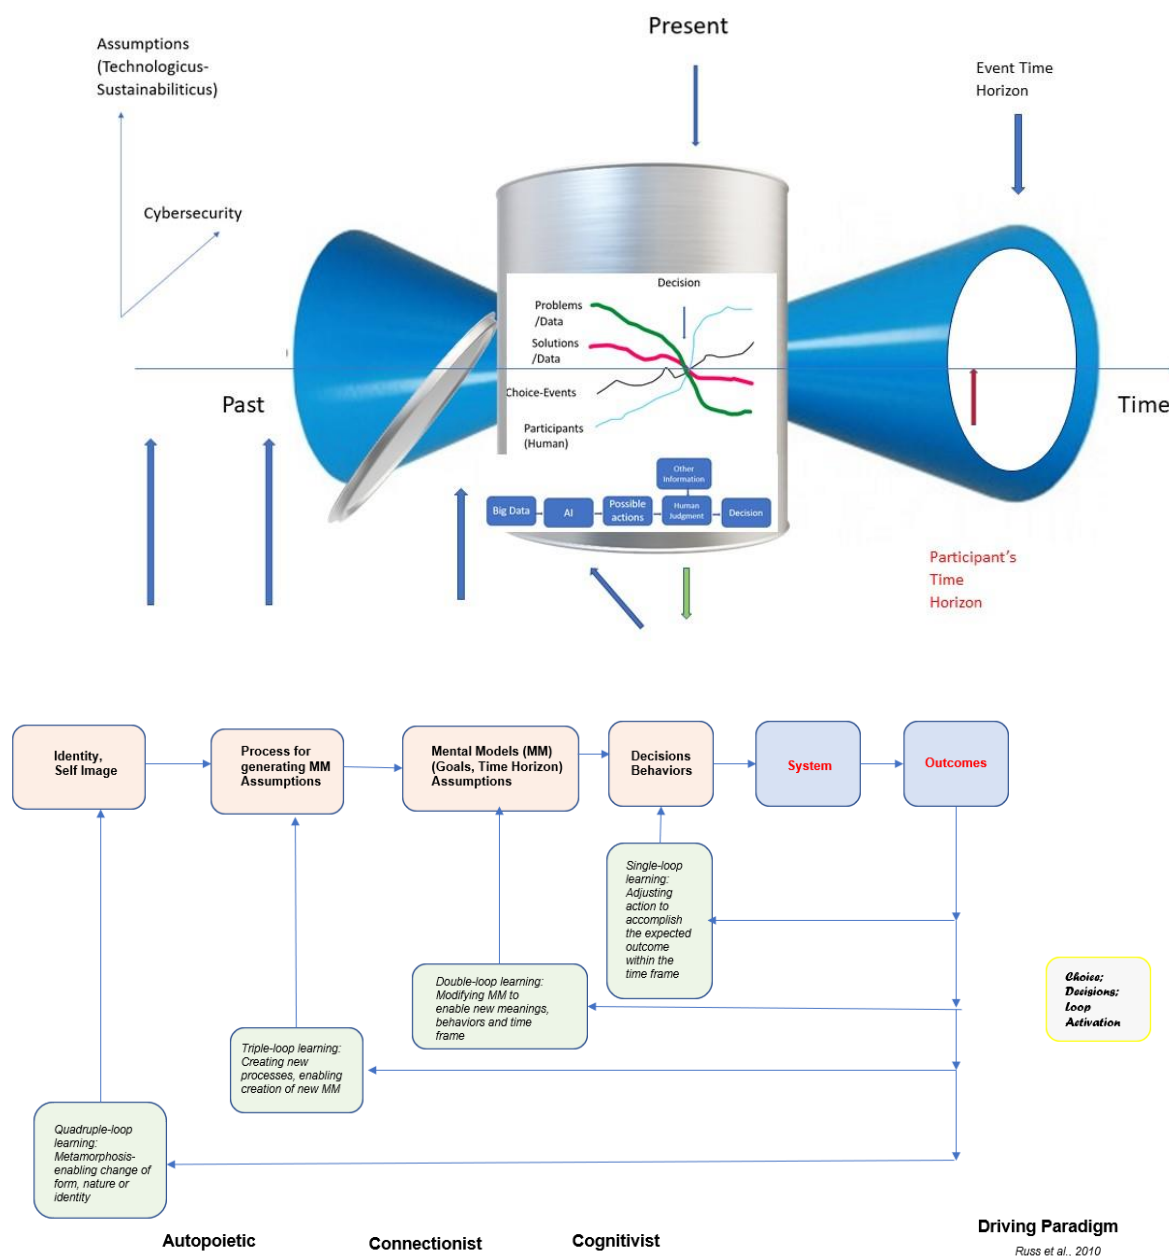 Present
Assumptions
(Technologicus-
Sustainabiliticus)
Event Time
Horizon
Cybersecurity
Decision
Problems
/Data
Solutions
/Data
Choice-Events
Participants
(Human)
Past
Time
Other
Information
Big Data
AI
Possible
actions
Human
Judgment
Decision
Participant's
Time
Horizon
Identity,
Self Image
Process for
generating MM
Assumptions
Mental Models (MM)
(Goals, Time Horizon)
Assumptions
Decisions
Behaviors
System
Outcomes
Single-loop
learning:
Adjusting
action to
accomplish
the expected
outcome
within the
time frame
Double-loop learning:
Modifying MM to
enable new meanings,
behaviors and time
frame
Choice;
Decisions;
Loop
Activation
Triple-loop learning:
Creating new
processes, enabling
creation of new MM
Quadruple-loop
learning:
Metamorphosis-
enabling change of
form, nature or
identity
Autopoietic
Connectionist
Cognitivist
Driving Paradigm
Russ et al.. 2010